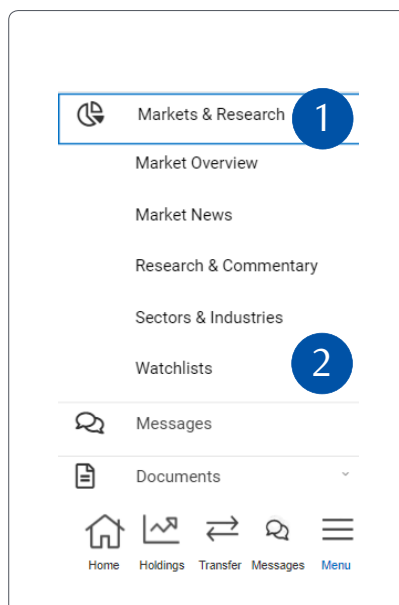 Markets & Research 1
Market Overview
Market News
Research & Commentary
Sectors & Industries
Watchlists 2
Messages
Documents
Home Holdings Transfer Messages Menu